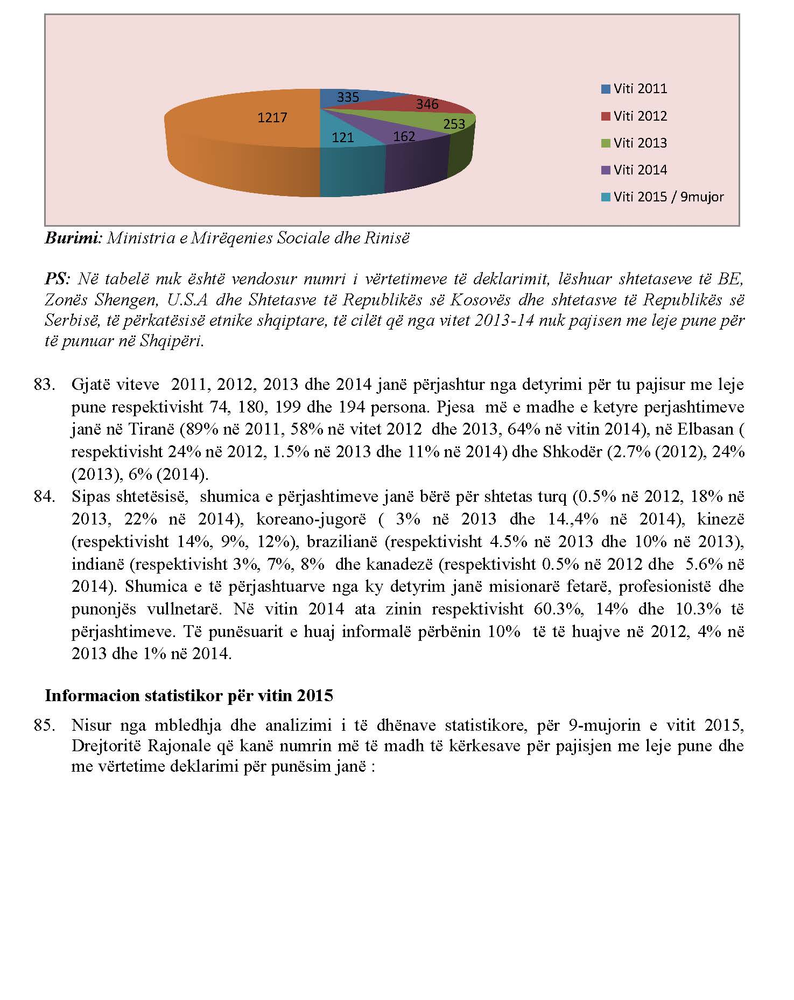 335
346
1217
253
121
162
Viti 2011
Viti 2012
Viti 2013
Viti 2014
Viti 2015 / 9mujor
Burimi: Ministria e Mirëqenies Sociale dhe Rinisë
PS: Në tabelë nuk është vendosur numri i vërtetimeve të deklarimit, lëshuar shtetaseve të BE,
Zonës Shengen, U.S.A dhe Shtetasve të Republikës së Kosovës dhe shtetasve të Republikës së
Serbisë, të përkatësisë etnike shqiptare, të cilët që nga vitet 2013-14 nuk pajisen me leje pune për
të punuar në Shqipëri.
83. Gjatë viteve 2011, 2012, 2013 dhe 2014 janë përjashtur nga detyrimi për tu pajisur me leje
pune respektivisht 74, 180, 199 dhe 194 persona. Pjesa më e madhe e ketyre perjashtimeve
janë në Tiranë (89% në 2011, 58% në vitet 2012 dhe 2013, 64% në vitin 2014), në Elbasan (
respektivisht 24% në 2012, 1.5% në 2013 dhe 11% në 2014) dhe Shkodër (2.7% (2012), 24%
(2013), 6% (2014).
84. Sipas shtetësisë, shumica e përjashtimeve janë bërë për shtetas turq (0.5% në 2012, 18% në
2013, 22% në 2014), koreano-jugorë ( 3% në 2013 dhe 14.,4% në 2014), kinezë
(respektivisht 14%, 9%, 12%), brazilianë (respektivisht 4.5% në 2013 dhe 10% në 2013),
indianë (respektivisht 3%, 7%, 8% dhe kanadezë (respektivisht 0.5% në 2012 dhe 5.6% në
2014). Shumica e të përjashtuarve nga ky detyrim janë misionarë fetarë, profesionistë dhe
punonjës vullnetarë. Në vitin 2014 ata zinin respektivisht 60.3%, 14% dhe 10.3% të
përjashtimeve. Të punësuarit e huaj informalë përbënin 10% të të huajve në 2012, 4% në
2013 dhe 1% në 2014.
Informacion statistikor për vitin 2015
85. Nisur nga mbledhja dhe analizimi i të dhënave statistikore, për 9-mujorin e vitit 2015,
Drejtoritë Rajonale që kanë numrin më të madh të kërkesave për pajisjen me leje pune dhe
me vërtetime deklarimi për punësim janë :